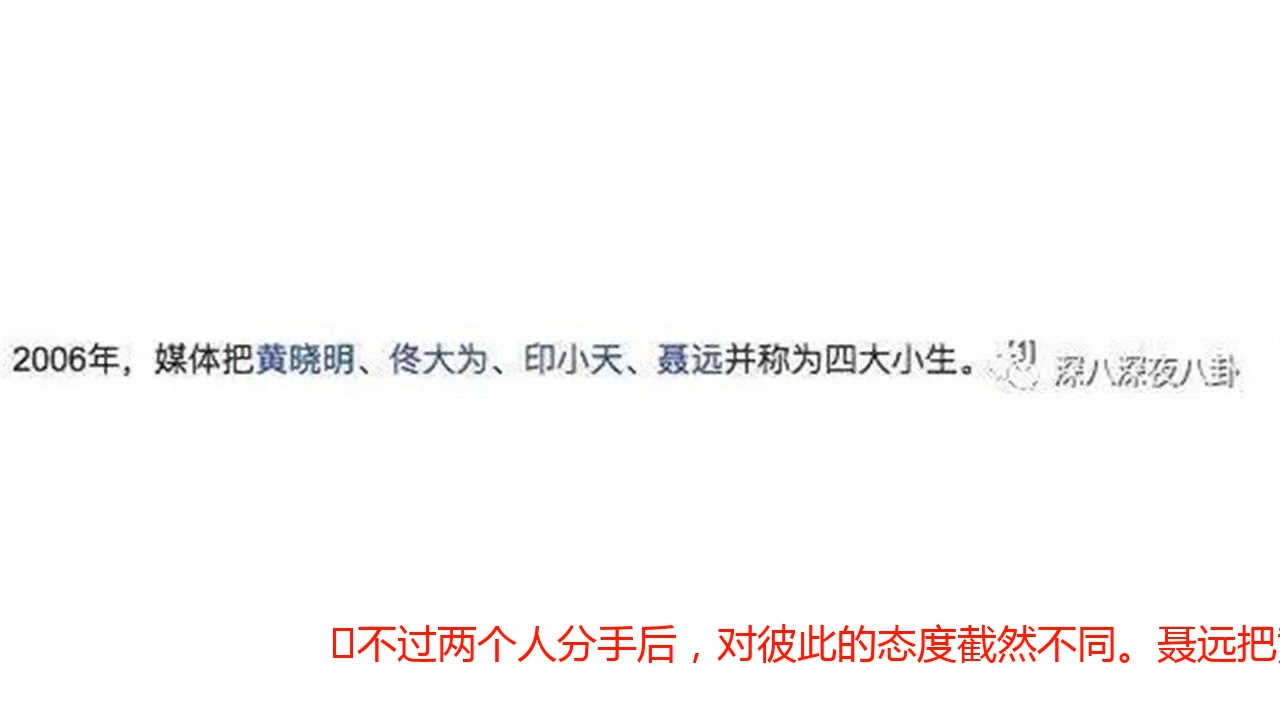 2006年，媒体把黄晓明、佟大为、印小天、聂远并称为四大小生。
深八深夜八卦
不过两个人分手后，对彼此的态度截然不同。聂远把